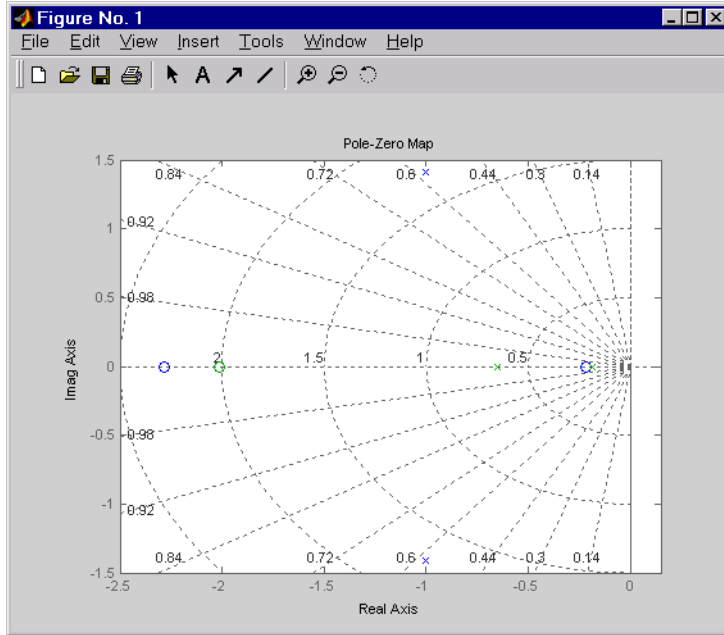 Figure No. 1
File Edit View Insert Tools Window Help
A
Pole-Zero Map
1.5
0.84 0.72 0.6 0.44 0.3 0.14
1 0.92
0.5 0.98
2 1.5 1 0.5
0
Imag Axis
-0.5 0.98
-1 0.92
0.84 0.72 0.6 0.44 0.3 0.14
-1.5
-2.5 -2 -1.5 -1 -0.5 0
Real Axis